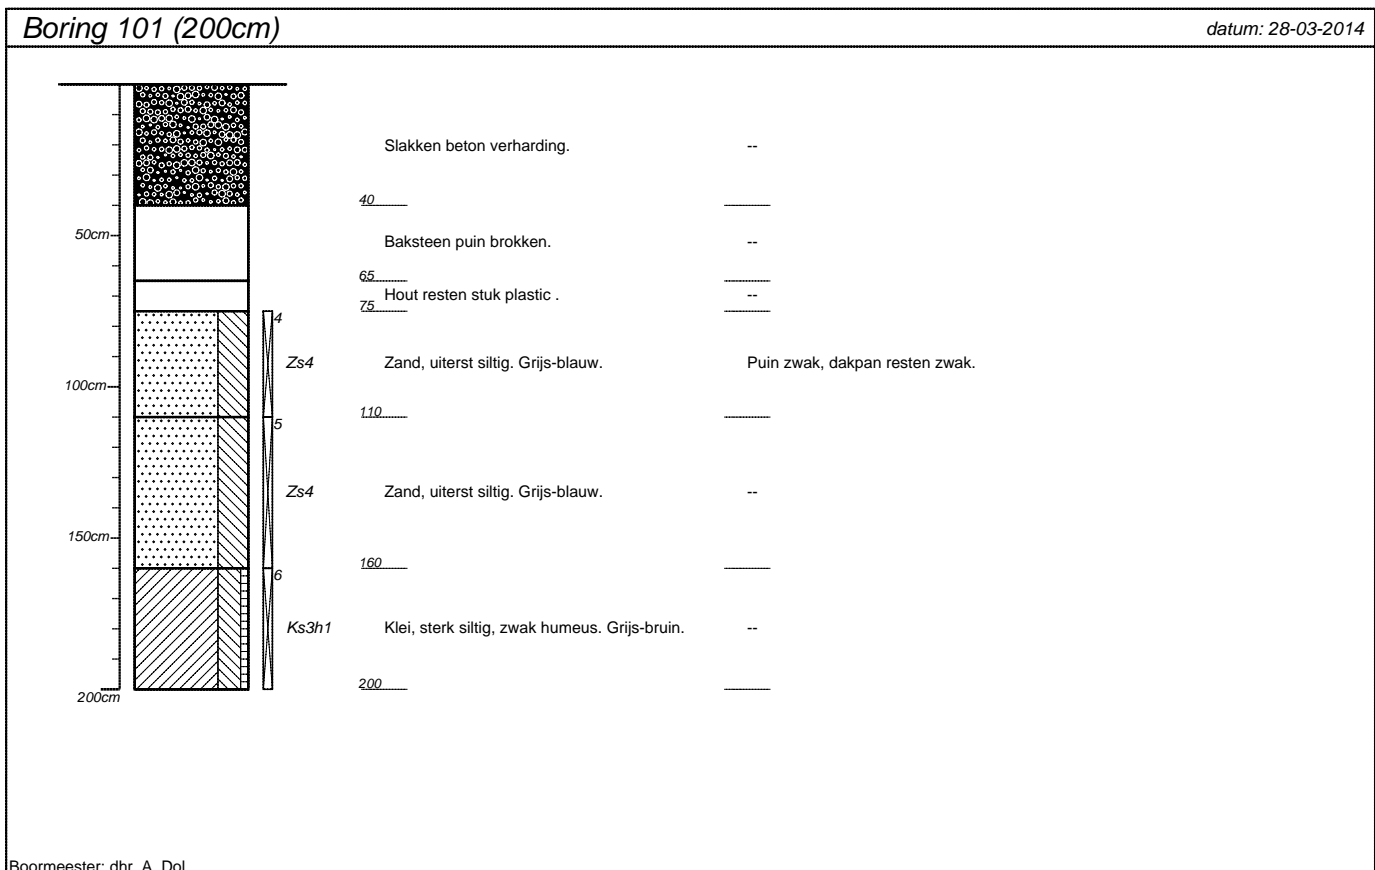 Boring 101 (200cm)
datum: 28-03-2014
Slakken beton verharding. --
40
50cm
Baksteen puin brokken. --
65
Hout resten stuk plastic . --
75
4
Zs4 Zand, uiterst siltig. Grijs-blauw. Puin zwak, dakpan resten zwak.
100cm
110
5
Zs4 Zand, uiterst siltig. Grijs-blauw. --
150cm
160
6
Ks3h1 Klei, sterk siltig, zwak humeus. Grijs-bruin. --
200
200cm
Boormeester: dhr. A. Dol